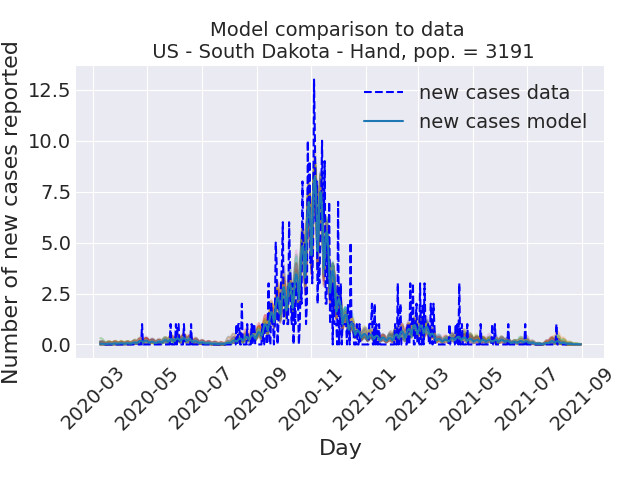 Model comparison to data
US - South Dakota - Hand, pop. = 3191
Number of new cases reported
12.5
10.0
7.5
5.0
2.5
0.0
new cases data
new cases model
2020-03
2020-05
2020-07
2020-09
2020-11
2021-01
2021-03
2021-05
2021-07
2021-09
Day